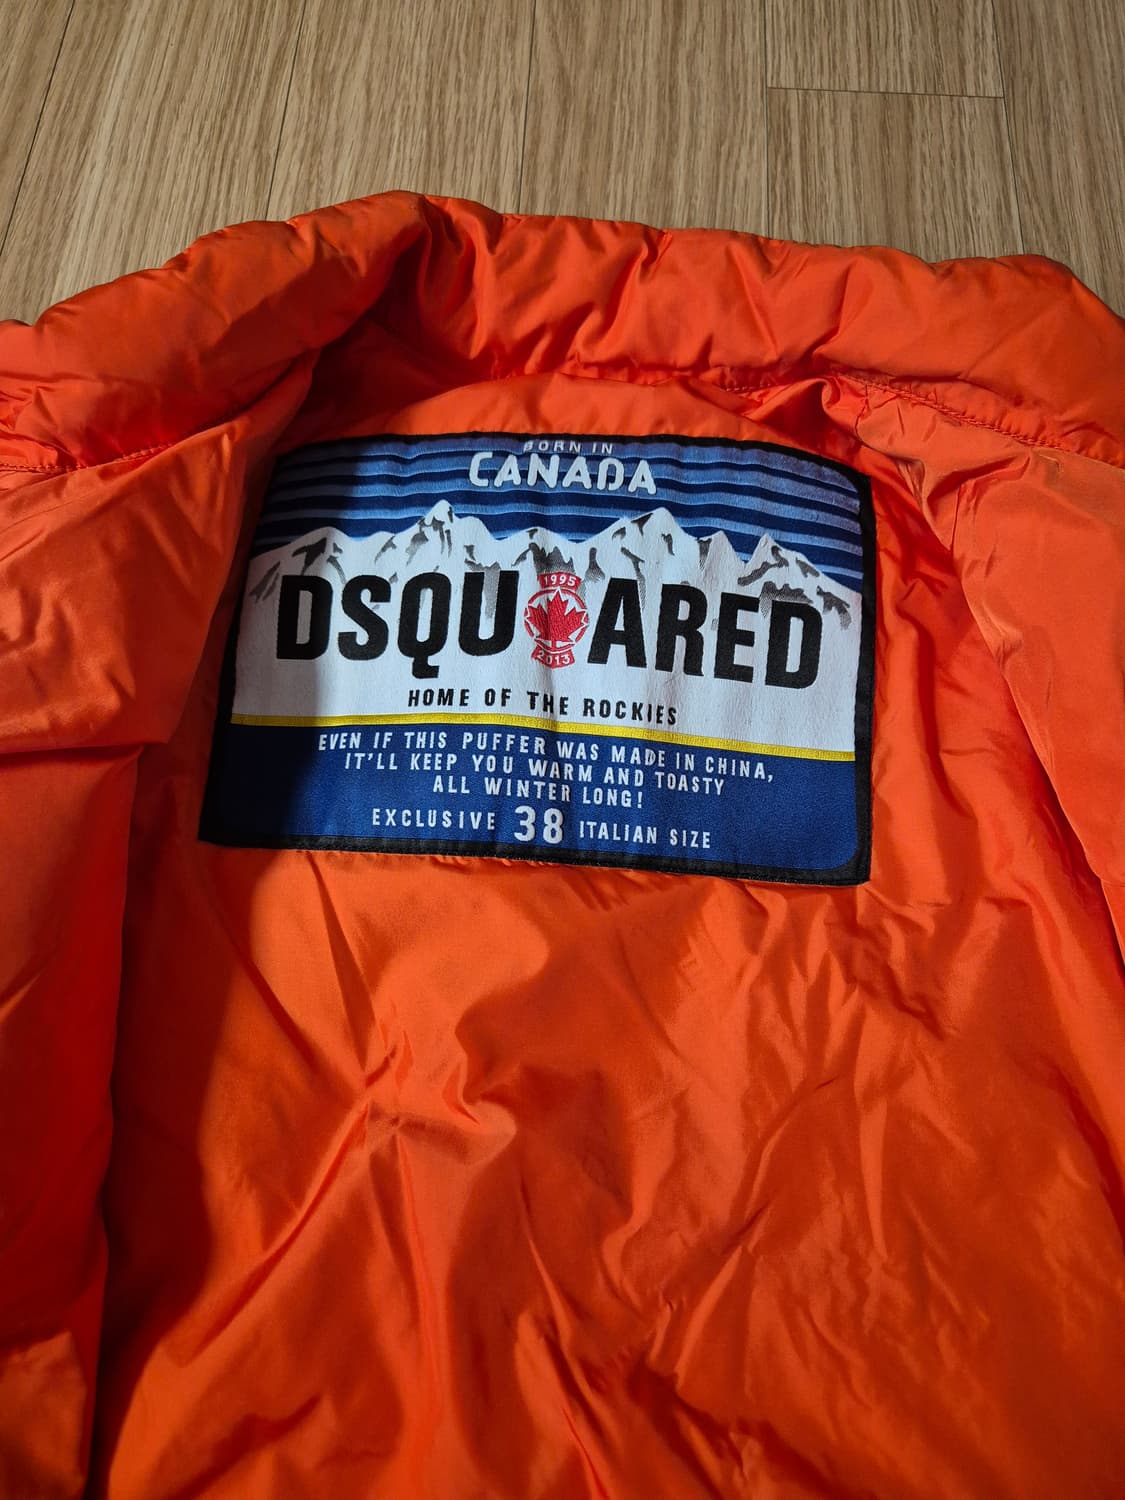 BORN IN
CANADA
1995
DSQU ARED
2013
HOME OF THE ROCKIES
EVEN IF THIS PUFFER WAS MADE IN CHINA,
IT'LL KEEP YOU WARM AND TOASTY
ALL WINTER LONG!
EXCLUSIVE 38 ITALIAN SIZE